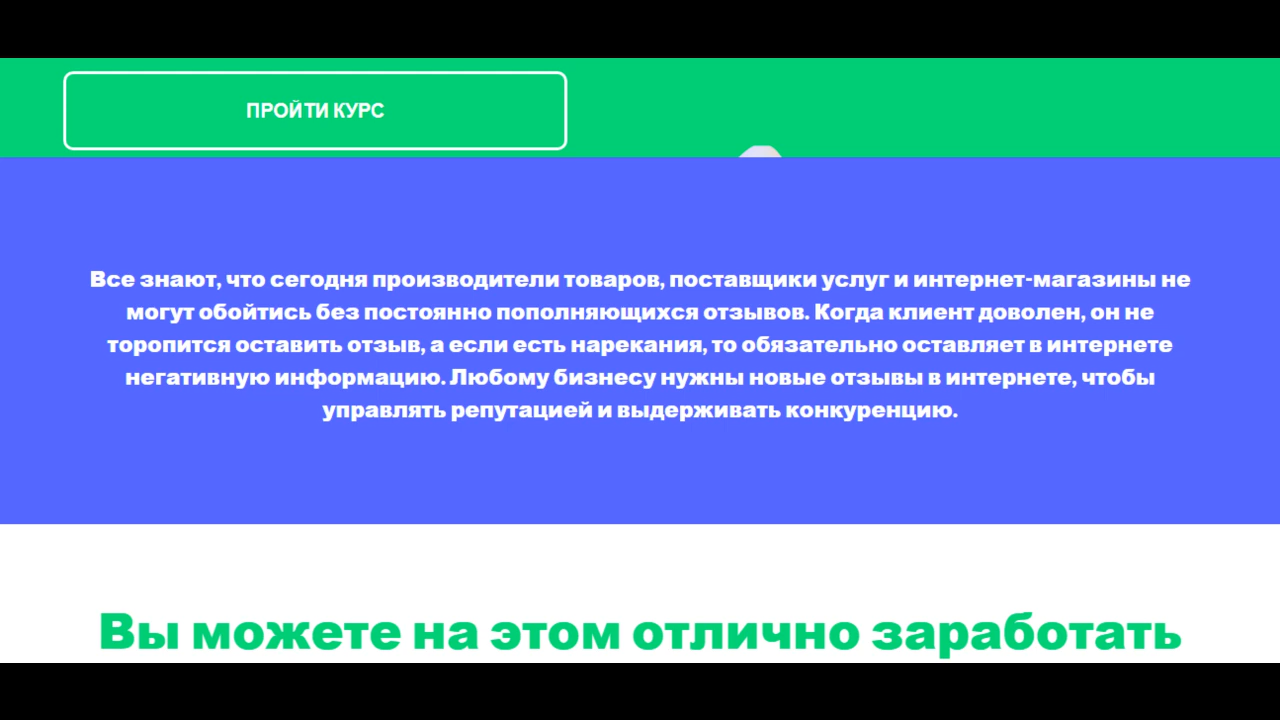 ПРОЙТИ КУРС
Все знают, что сегодня производители товаров, поставщики услуг и интернет-магазины не
могут обойтись без постоянно пополняющихся отзывов. Когда клиент доволен, он не
торопится оставить отзыв, а если есть нарекания, то обязательно оставляет в интернете
негативную информацию. Любому бизнесу нужны новые отзывы в интернете, чтобы
управлять репутацией и выдерживать конкуренцию.
Вы можете на этом отлично заработать